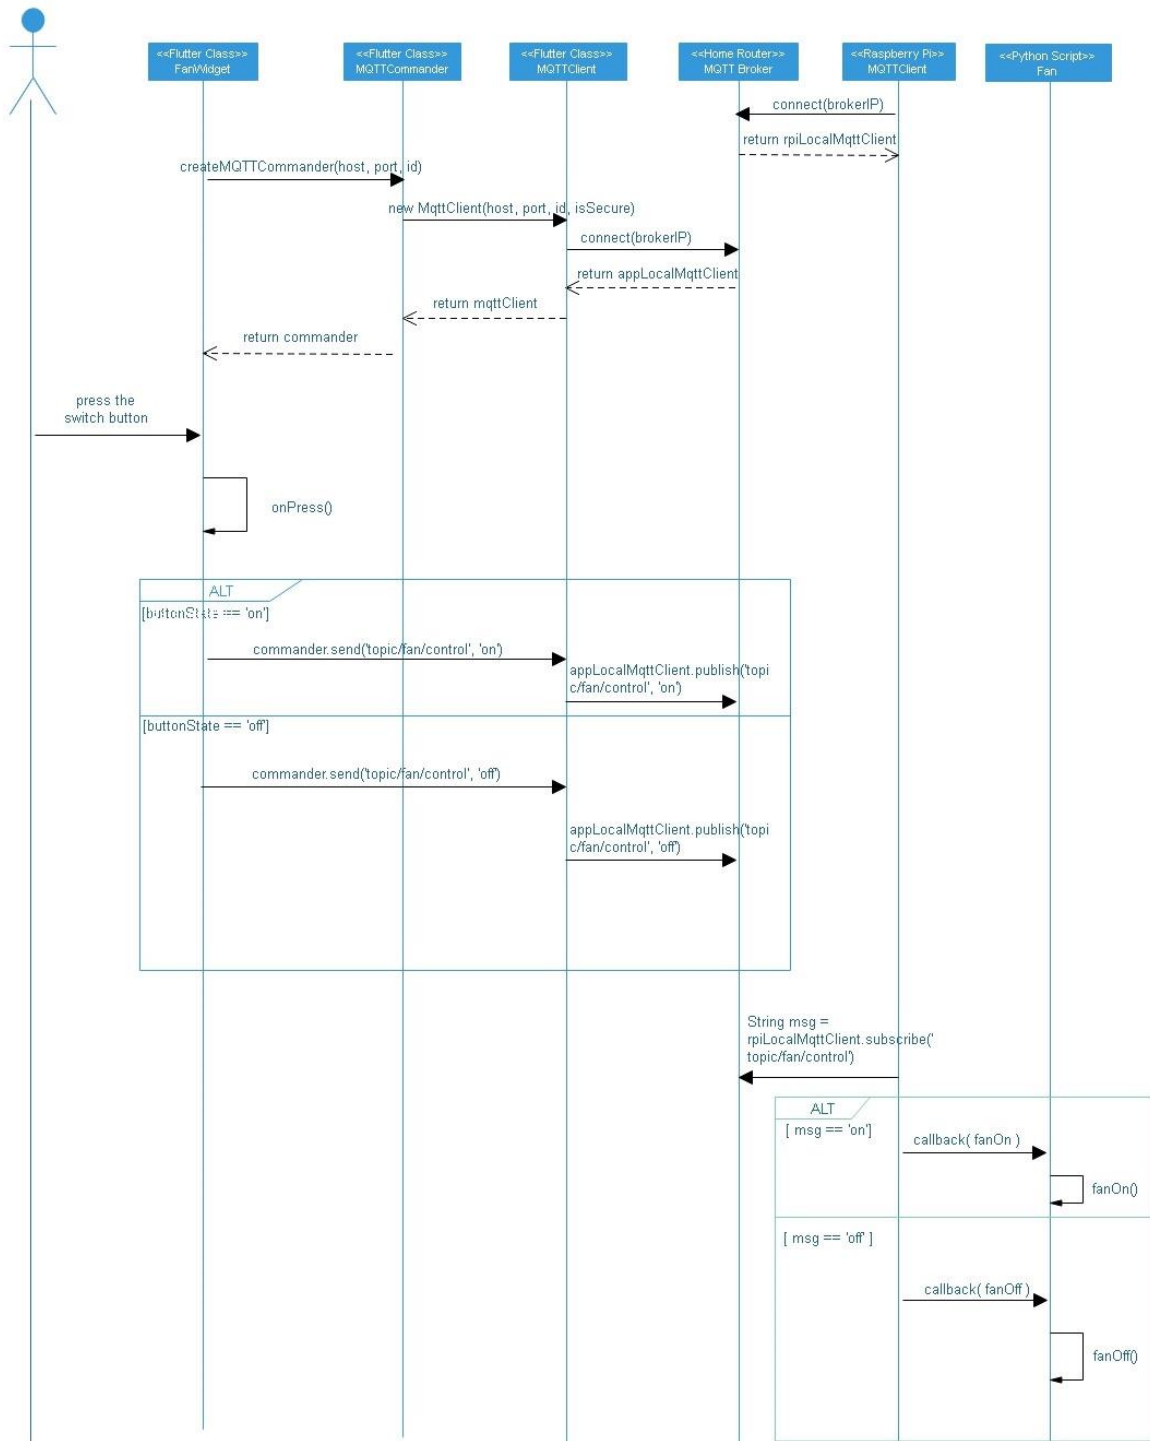 <<Flutter Class>>
FanWidget
<<Flutter Class>>
MQTTCommander
<<Flutter Class>>
MQTTClient
<<Home Router>>
MQTT Broker
<<Raspberry Pi>>
MQTTClient
<<Python Script>>
Fan
connect(brokerIP)
return rpiLocalMqttClient
createMQTTCommander(host, port, id)
new MqttClient(host, port, id, isSecure)
connect(brokerIP)
return appLocalMqttClient
return mqttClient
return commander
press the
switch button
onPress()
ALT
[buttonState == 'on']
commander.send('topic/fan/control', 'on')
appLocalMqttClient.publish('topi
c/fan/control', 'on')
[buttonState == 'off']
commander.send('topic/fan/control', 'off')
appLocalMqttClient.publish('topi
c/fan/control', 'off')
String msg =
rpiLocalMqttClient.subscribe('
topic/fan/control')
ALT
[ msg == 'on']
callback( fanOn )
fanOn()
[ msg == 'off' ]
callback( fanOff )
fanOff()